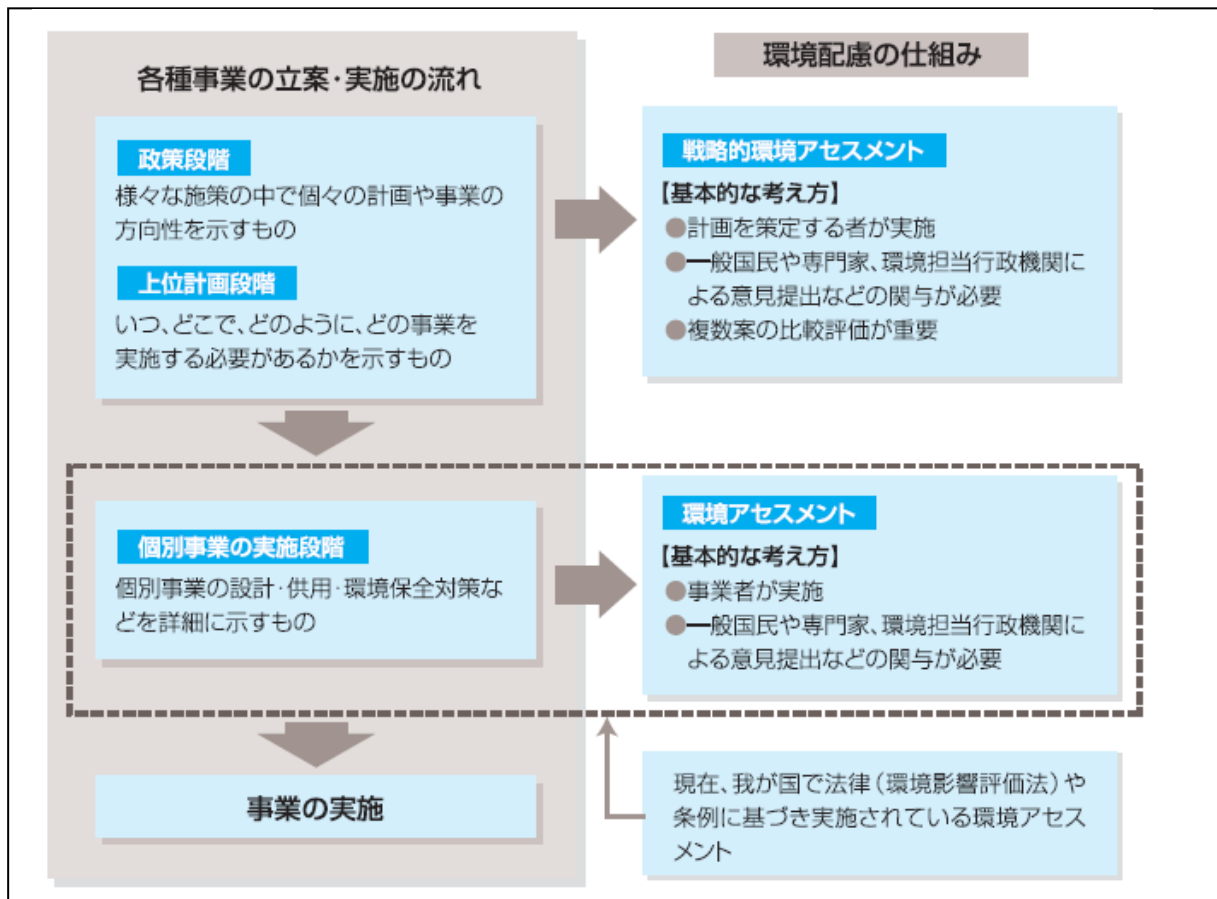 各種事業の立案・実施の流れ
環境配慮の仕組み
政策段階
様々な施策の中で個々の計画や事業の
方向性を示すもの
上位計画段階
いつ、どこで、どのように、どの事業を
実施する必要があるかを示すもの
戦略的環境アセスメント
【基本的な考え方】
●計画を策定する者が実施
●一般国民や専門家、環境担当行政機関に
よる意見提出などの関与が必要
●複数案の比較評価が重要
個別事業の実施段階
個別事業の設計・供用・環境保全対策な
どを詳細に示すもの
環境アセスメント
【基本的な考え方】
●事業者が実施
●一般国民や専門家、環境担当行政機関に
よる意見提出などの関与が必要
事業の実施
現在、我が国で法律（環境影響評価法）や
条例に基づき実施されている環境アセス
メント